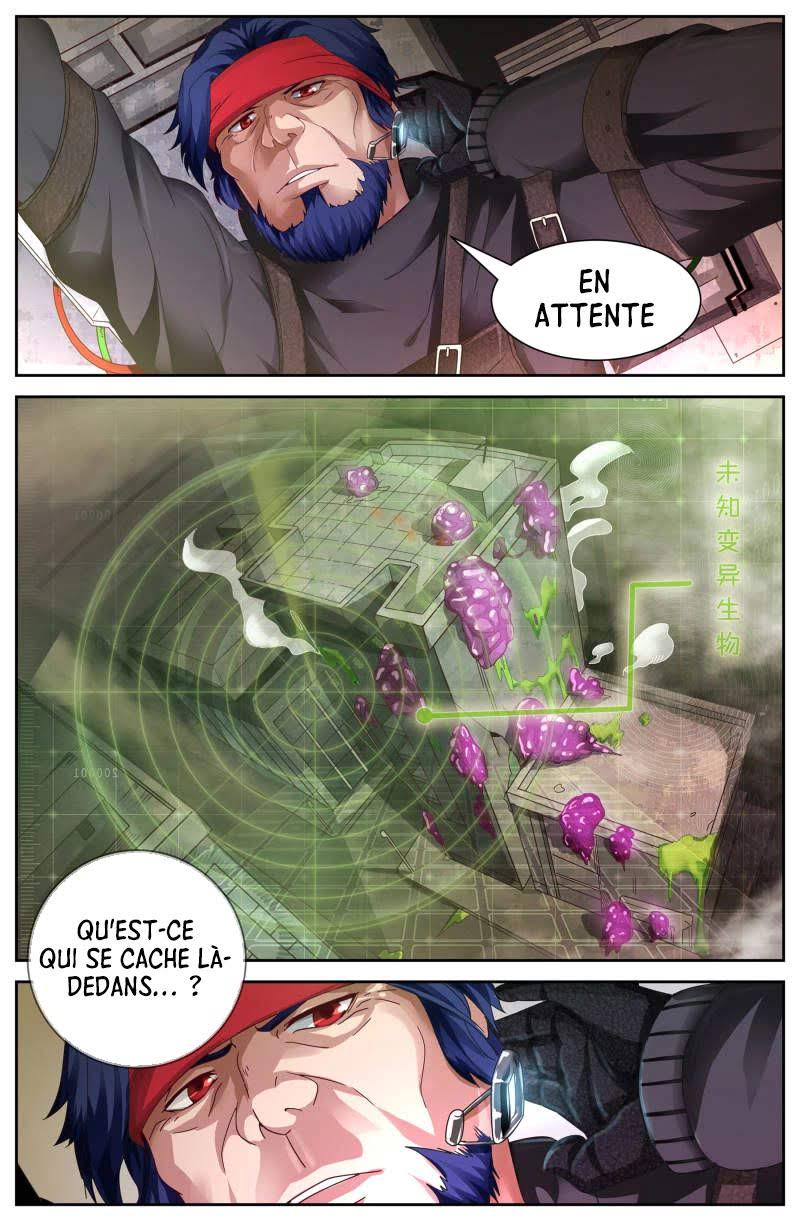 EN
ATTENTE
未知变异生物
QU'EST-CE
QUI SE CACHE LÀ-
DEDANS... ?